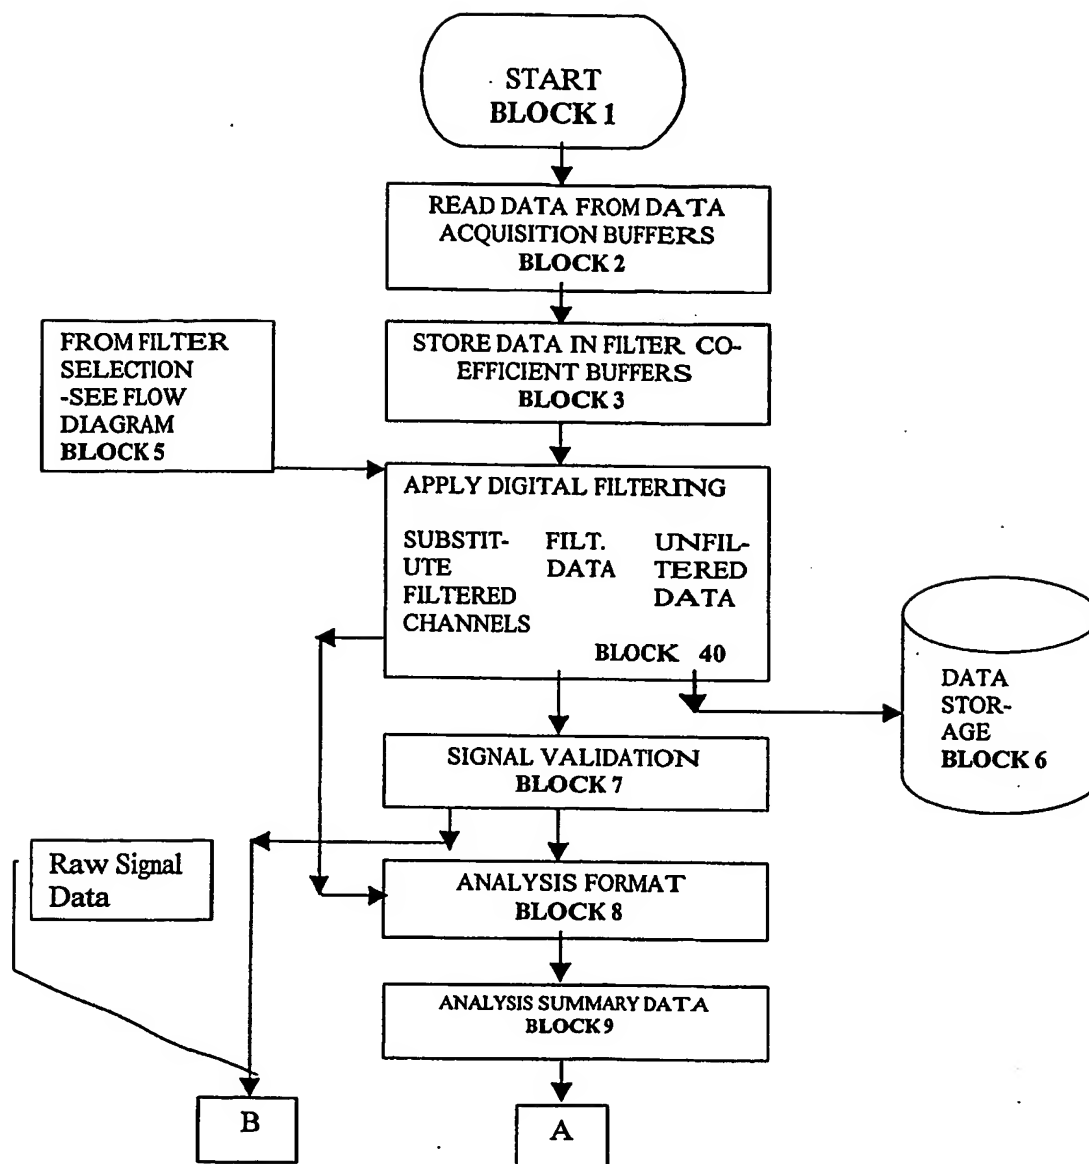 START
BLOCK 1
READ DATA FROM DATA
ACQUISITION BUFFERS
BLOCK 2
FROM FILTER
SELECTION
-SEE FLOW
DIAGRAM
BLOCK 5
STORE DATA IN FILTER CO-
EFFICIENT BUFFERS
BLOCK 3
APPLY DIGITAL FILTERING
SUBSTIT-
UTE
FILTERED
CHANNELS
FILT.
DATA
UNFIL-
TERED
DATA
BLOCK 40
DATA
STOR-
AGE
BLOCK 6
SIGNAL VALIDATION
BLOCK 7
Raw Signal
Data
ANALYSIS FORMAT
BLOCK 8
ANALYSIS SUMMARY DATA
BLOCK 9
B
A